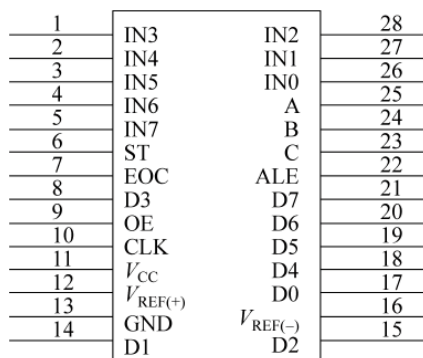 1 28
IN3 IN2
2 27
IN4 IN1
3 26
IN5 IN0
4 25
IN6 A
5 24
IN7 B
6 23
ST C
7 22
EOC ALE
8 21
D3 D7
9 20
OE D6
10 19
CLK D5
11 18
VCC D4
12 17
VREF(+) D0
13 16
GND VREF(−)
14 15
D1 D2